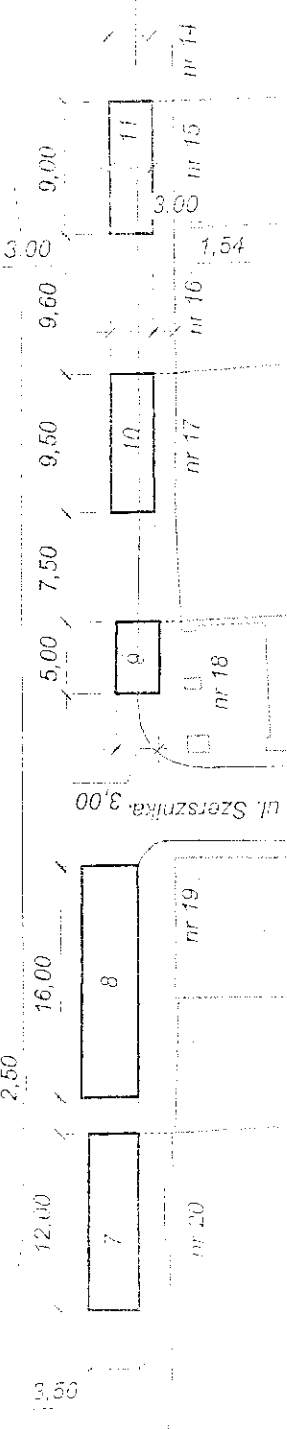 nr 14
11
9,00
nr 15
3.00
3.00
1,54
9,60
nr 16
10
9,50
nr 17
7,50
9
5,00
nr 18
3,00
ul. Szersznika
8
16,00
nr 19
2,50
7
12,00
nr 20
3,50